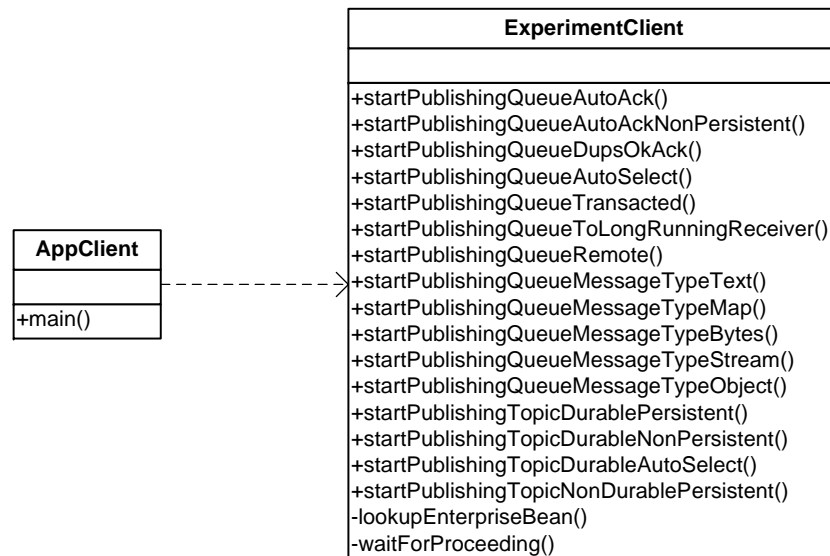 ExperimentClient
+startPublishingQueueAutoAck()
+startPublishingQueueAutoAckNonPersistent()
+startPublishingQueueDupsOkAck()
+startPublishingQueueAutoSelect()
+startPublishingQueueTransacted()
+startPublishingQueueToLongRunningReceiver()
+startPublishingQueueRemote()
+startPublishingQueueMessageTypeText()
+startPublishingQueueMessageTypeMap()
+startPublishingQueueMessageTypeBytes()
+startPublishingQueueMessageTypeStream()
+startPublishingQueueMessageTypeObject()
+startPublishingTopicDurablePersistent()
+startPublishingTopicDurableNonPersistent()
+startPublishingTopicDurableAutoSelect()
+startPublishingTopicNonDurablePersistent()
-lookupEnterpriseBean()
-waitForProceeding()
AppClient
+main()